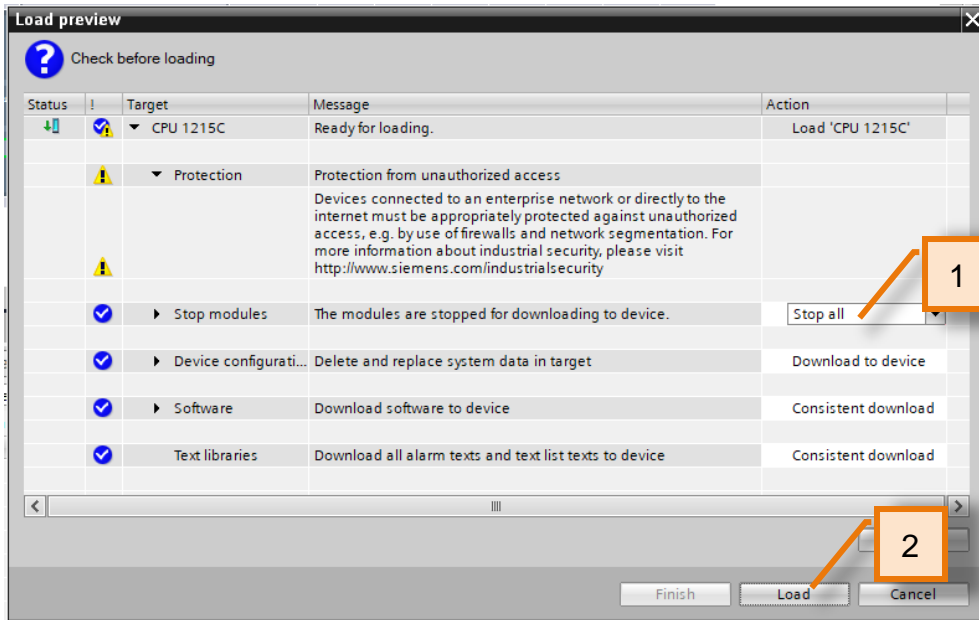 Load preview
?
Check before loading
Status ! Target Message Action
CPU 1215C Ready for loading. Load 'CPU 1215C'
Protection Protection from unauthorized access
Devices connected to an enterprise network or directly to the
internet must be appropriately protected against unauthorized
access, e.g. by use of firewalls and network segmentation. For
more information about industrial security, please visit
http://www.siemens.com/industrialsecurity
1
Stop modules The modules are stopped for downloading to device. Stop all
Device configurati... Delete and replace system data in target Download to device
Software Download software to device Consistent download
Text libraries Download all alarm texts and text list texts to device Consistent download
2
Finish Load Cancel